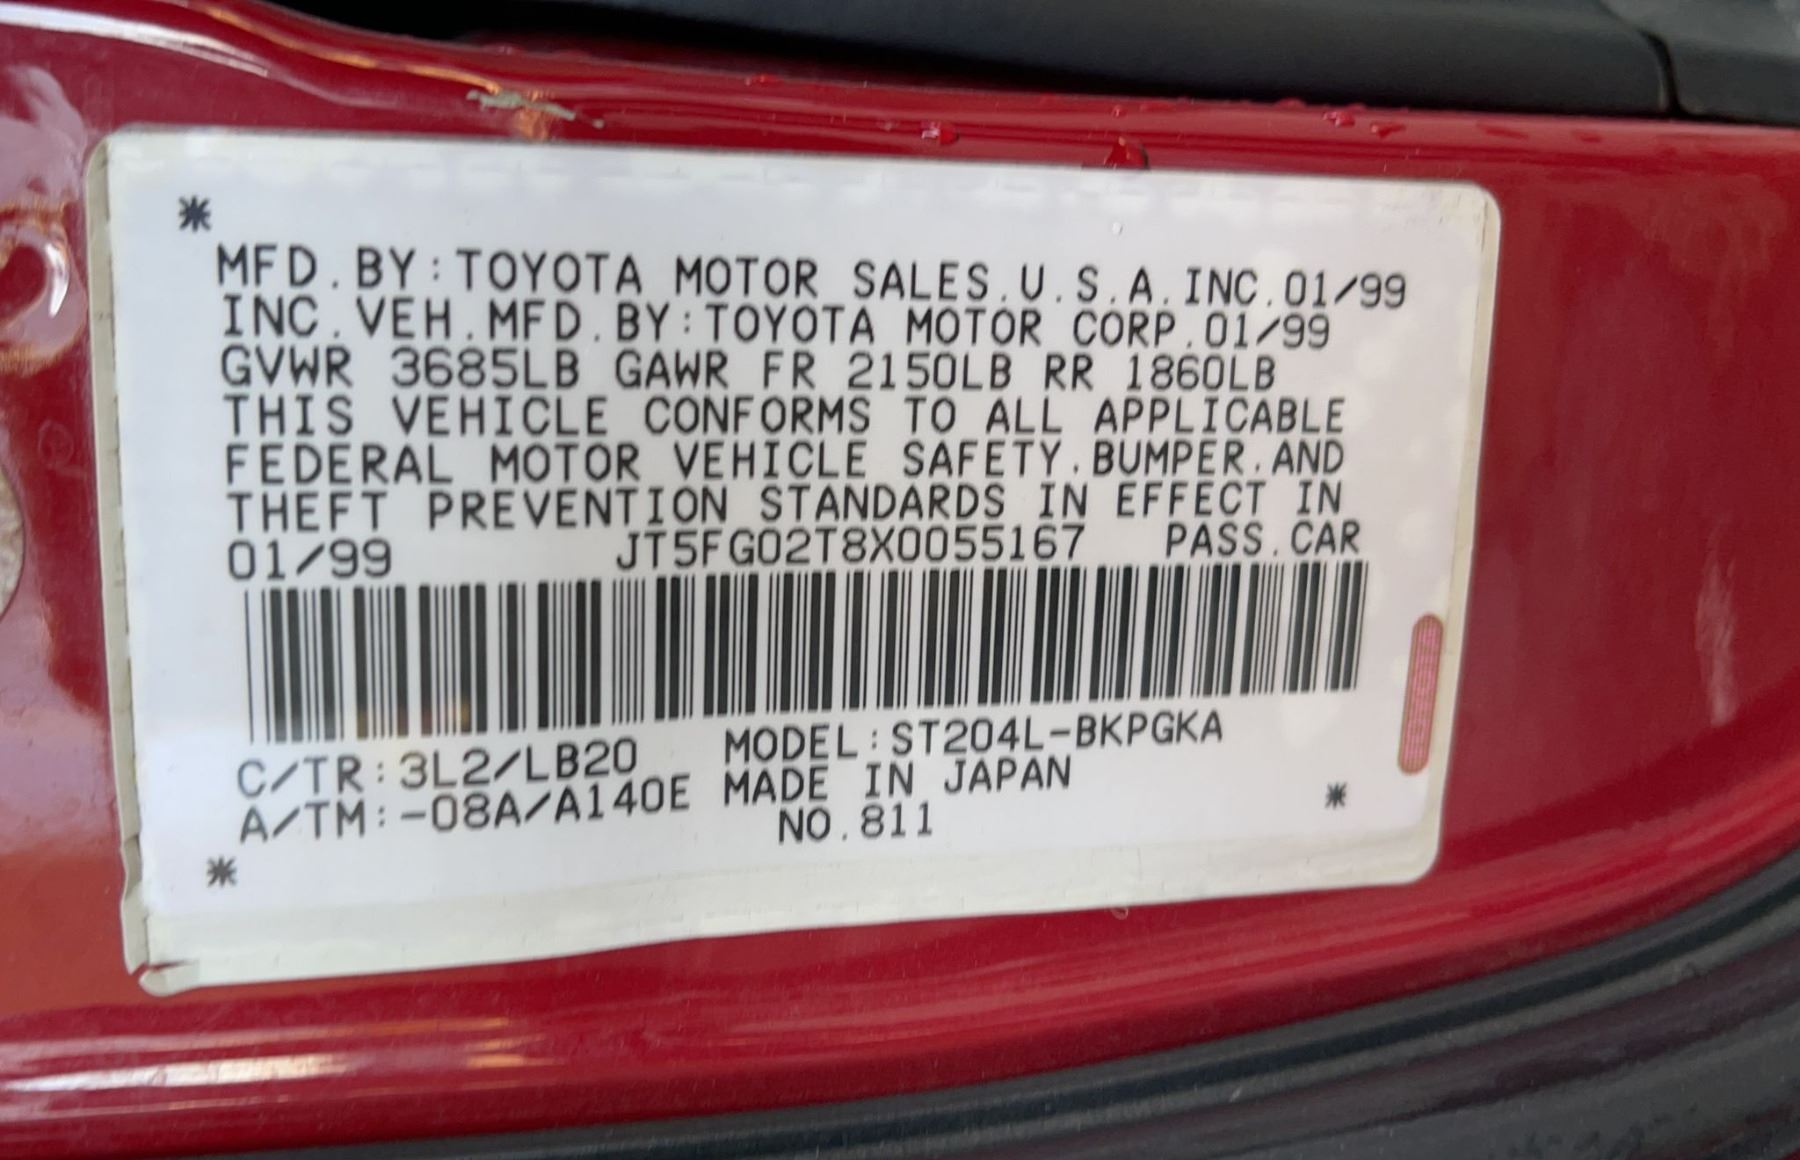 *
MFD.BY:TOYOTA MOTOR SALES.U.S.A.INC.01/99
INC.VEH.MFD.BY:TOYOTA MOTOR CORP.01/99
GVWR 3685LB GAWR FR 2150LB RR 1860LB
THIS VEHICLE CONFORMS TO ALL APPLICABLE
FEDERAL MOTOR VEHICLE SAFETY.BUMPER.AND
THEFT PREVENTION STANDARDS IN EFFECT IN
01/99 JT5FG02T8X0055167 PASS.CAR
C/TR:3L2/LB20 MODEL:ST204L-BKPGKA
A/TM:-08A/A140E MADE IN JAPAN
NO.811 *
*